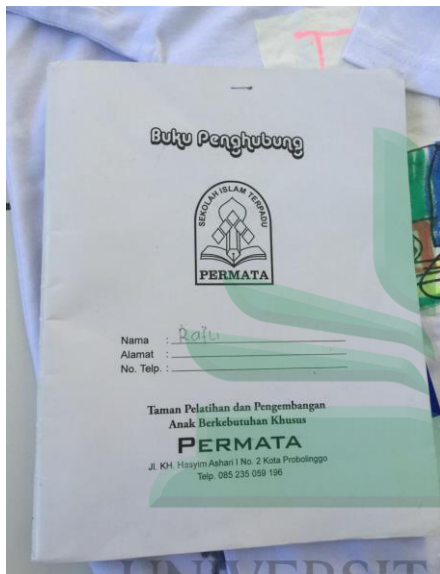 Buku Penghubung
SEKOLAH ISLAM TERPADU
PERMATA
Nama :
Alamat :
No. Telp. :
Taman Pelatihan dan Pengembangan
Anak Berkebutuhan Khusus
PERMATA
Jl. KH. Hasyim Ashari I No. 2 Kota Probolinggo
Telp. 085 235 059 196
UNIVERSIT